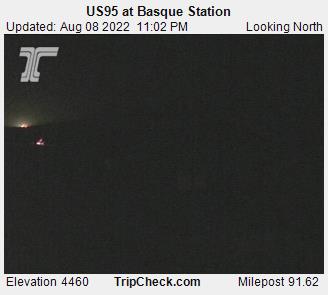 US95 at Basque Station
Updated: Aug 08 2022 11:02 PM Looking North
Elevation 4460 TripCheck.com Milepost 91.62